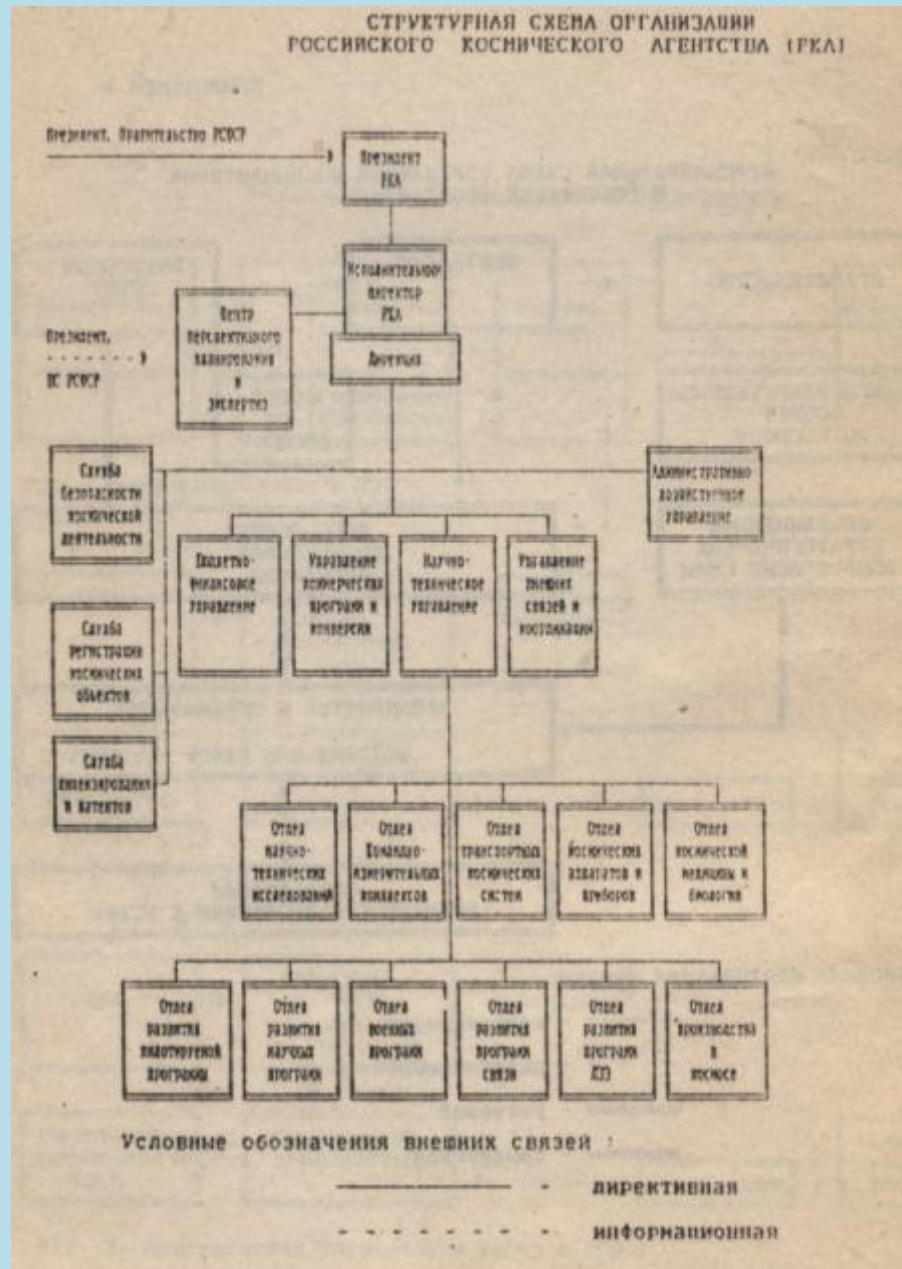 СТРУКТУРНАЯ СХЕМА ОРГАНИЗАЦИИ
РОССИЙСКОГО КОСМИЧЕСКОГО АГЕНТСТВА (РКА)
Президент, Правительство РСФСР
Президент
РКА
Исполнительный
директор
РКА
Дирекция
Центр
перспективного
планирования
и
экспертиз
Президент,
ВС РСФСР
Служба
безопасности
космической
деятельности
Административно
хозяйственное
управление
Бюджетно-
финансовое
управление
Управление
коммерческих
программ и
конверсии
Научно-
техническое
управление
Управление
внешних
связей и
координации
Служба
регистрации
космических
объектов
Служба
лицензирования
и патентов
Отдел
научно-
технических
исследований
Отдел
Командно-
измерительных
комплексов
Отдел
транспортных
космических
систем
Отдел
космических
аппаратов и
приборов
Отдел
космической
медицины и
биологии
Отдел
развития
пилотируемой
программы
Отдел
развития
научных
программ
Отдел
военных
программ
Отдел
развития
программ
связи
Отдел
развития
программ
ДЗЗ
Отдел
производства
в
космосе
Условные обозначения внешних связей :
- директивная
- информационная